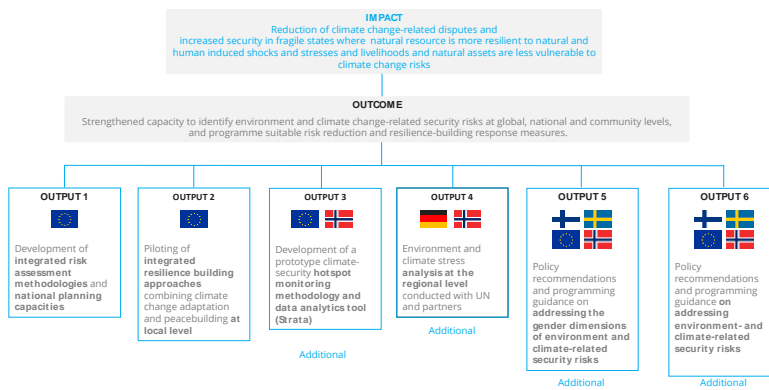 IMPACT
Reduction of climate change-related disputes and
increased security in fragile states where natural resource is more resilient to natural and
human induced shocks and stresses and livelihoods and natural assets are less vulnerable to
climate change risks
OUTCOME
Strengthened capacity to identify environment and climate change-related security risks at global, national and community levels,
and programme suitable risk reduction and resilience-building response measures.
OUTPUT 1
Development of
integrated risk
assessment
methodologies and
national planning
capacities
OUTPUT 2
Piloting of
integrated
resilience building
approaches
combining climate
change adaptation
and peacebuilding at
local level
OUTPUT 3
Development of a
prototype climate-
security hotspot
monitoring
methodology and
data analytics tool
(Strata)
Additional
OUTPUT 4
Environment and
climate stress
analysis at the
regional level
conducted with UN
and partners
Additional
OUTPUT 5
Policy
recommendations
and programming
guidance on
addressing the
gender dimensions
of environment and
climate-related
security risks
Additional
OUTPUT 6
Policy
recommendations
and programming
guidance on
addressing
environment- and
climate-related
security risks
Additional